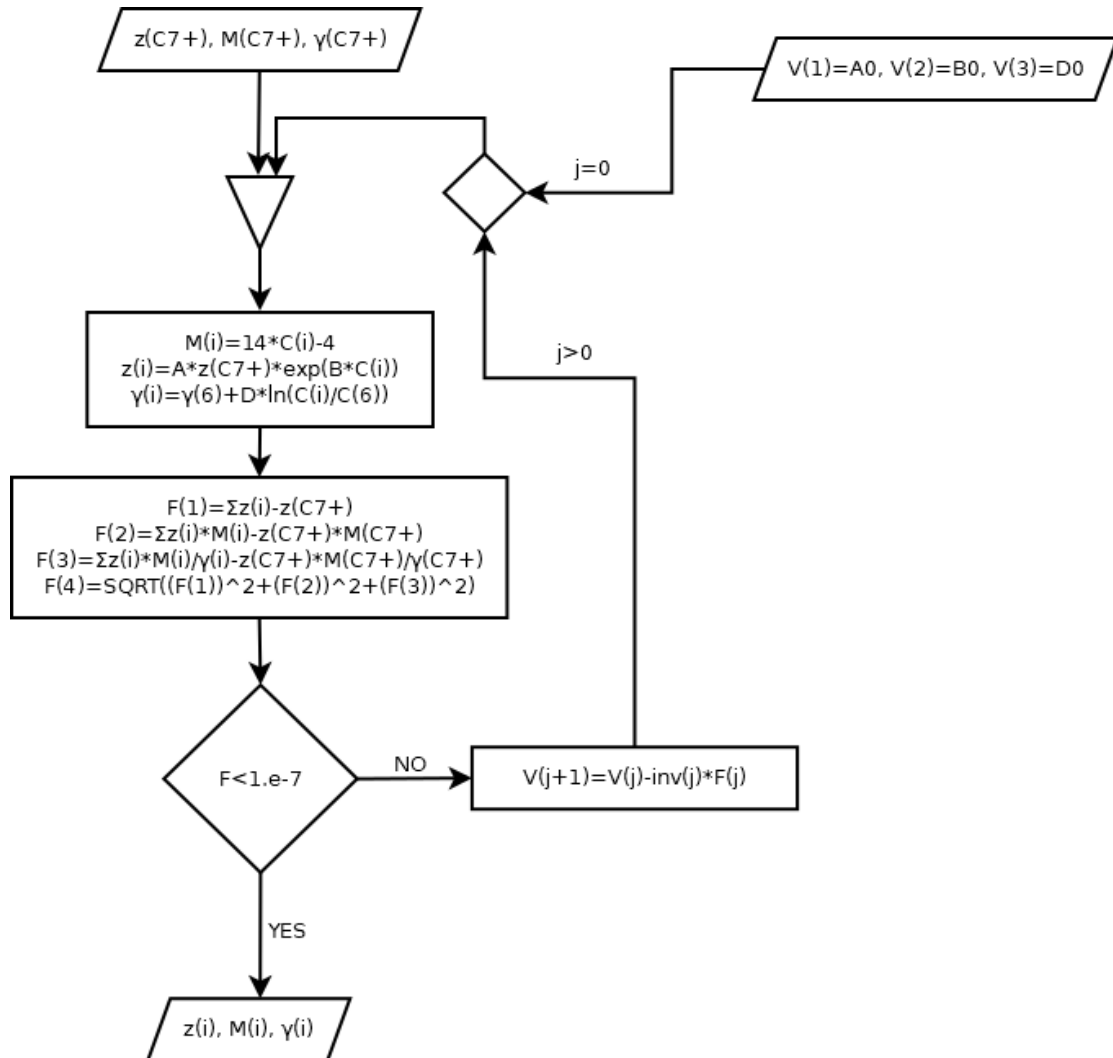 z(C7+), M(C7+), γ(C7+)
V(1)=A0, V(2)=B0, V(3)=D0
j=0
M(i)=14*C(i)-4
z(i)=A*z(C7+)*exp(B*C(i))
γ(i)=γ(6)+D*ln(C(i)/C(6))
j>0
F(1)=Σz(i)-z(C7+)
F(2)=Σz(i)*M(i)-z(C7+)*M(C7+)
F(3)=Σz(i)*M(i)/γ(i)-z(C7+)*M(C7+)/γ(C7+)
F(4)=SQRT((F(1))^2+(F(2))^2+(F(3))^2)
F<1.e-7
NO
V(j+1)=V(j)-inv(j)*F(j)
YES
z(i), M(i), γ(i)